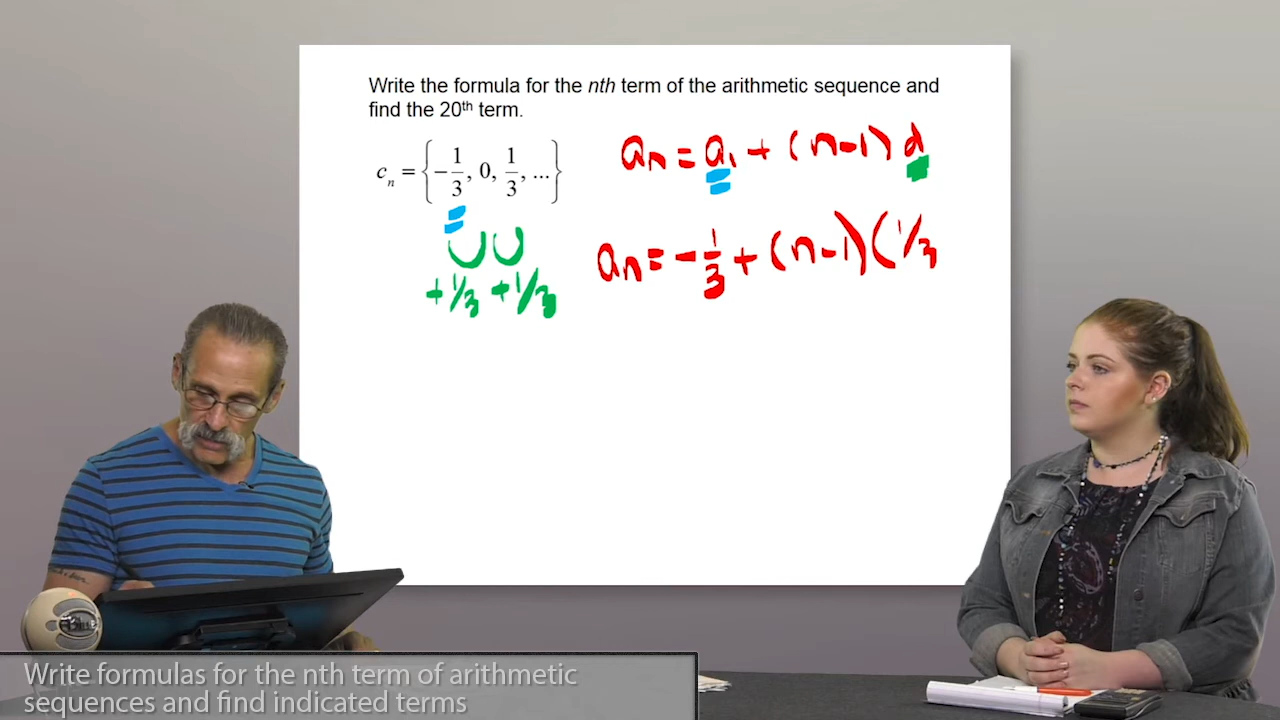 Write the formula for the nth term of the arithmetic sequence and
find the 20th term.
an = a1 + (n-1) d
cn = { -1/3, 0, 1/3, ... }
an = - 1/3 + (n-1)(1/3
+1/3 +1/3
BLUE
Write formulas for the nth term of arithmetic
sequences and find indicated terms